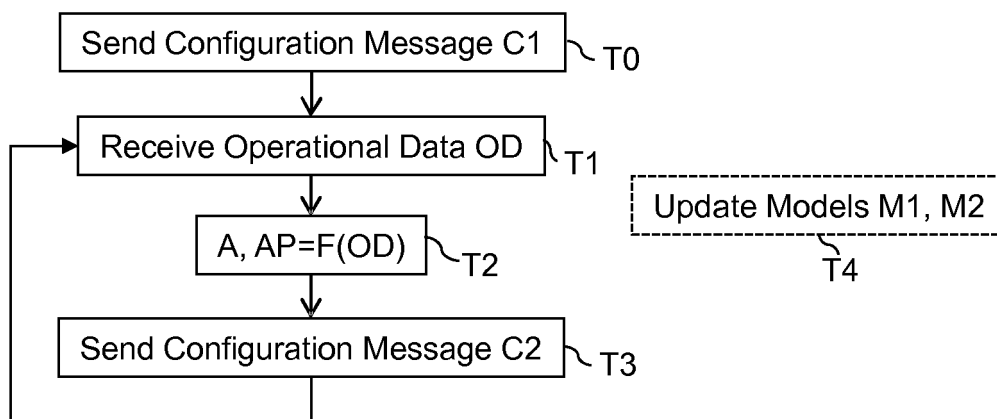 Send Configuration Message C1
T0
Receive Operational Data OD
T1
Update Models M1, M2
T4
A, AP=F(OD)
T2
Send Configuration Message C2
T3